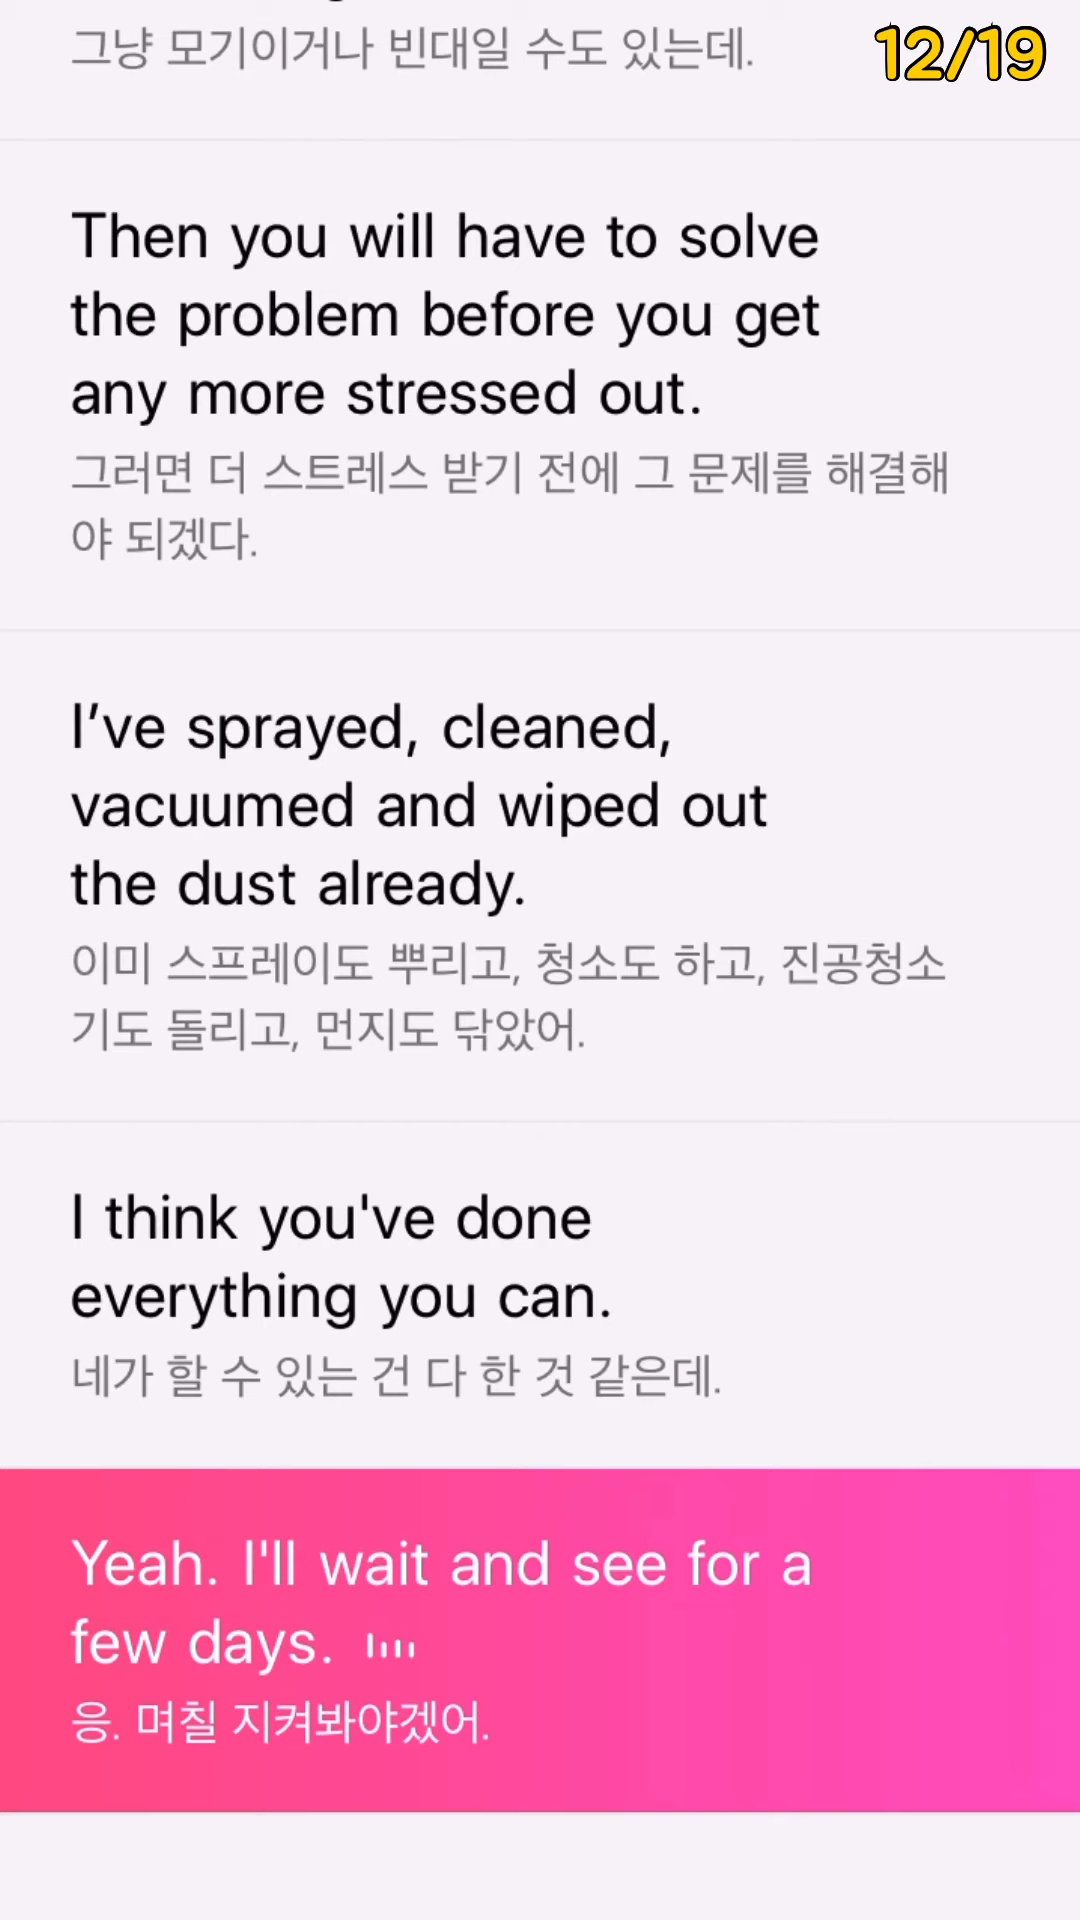 그냥 모기이거나 빈대일 수도 있는데.
12/19
Then you will have to solve
the problem before you get
any more stressed out.
그러면 더 스트레스 받기 전에 그 문제를 해결해
야 되겠다.
I’ve sprayed, cleaned,
vacuumed and wiped out
the dust already.
이미 스프레이도 뿌리고, 청소도 하고, 진공청소
기도 돌리고, 먼지도 닦았어.
I think you've done
everything you can.
네가 할 수 있는 건 다 한 것 같은데.
Yeah. I'll wait and see for a
few days.
응. 며칠 지켜봐야겠어.